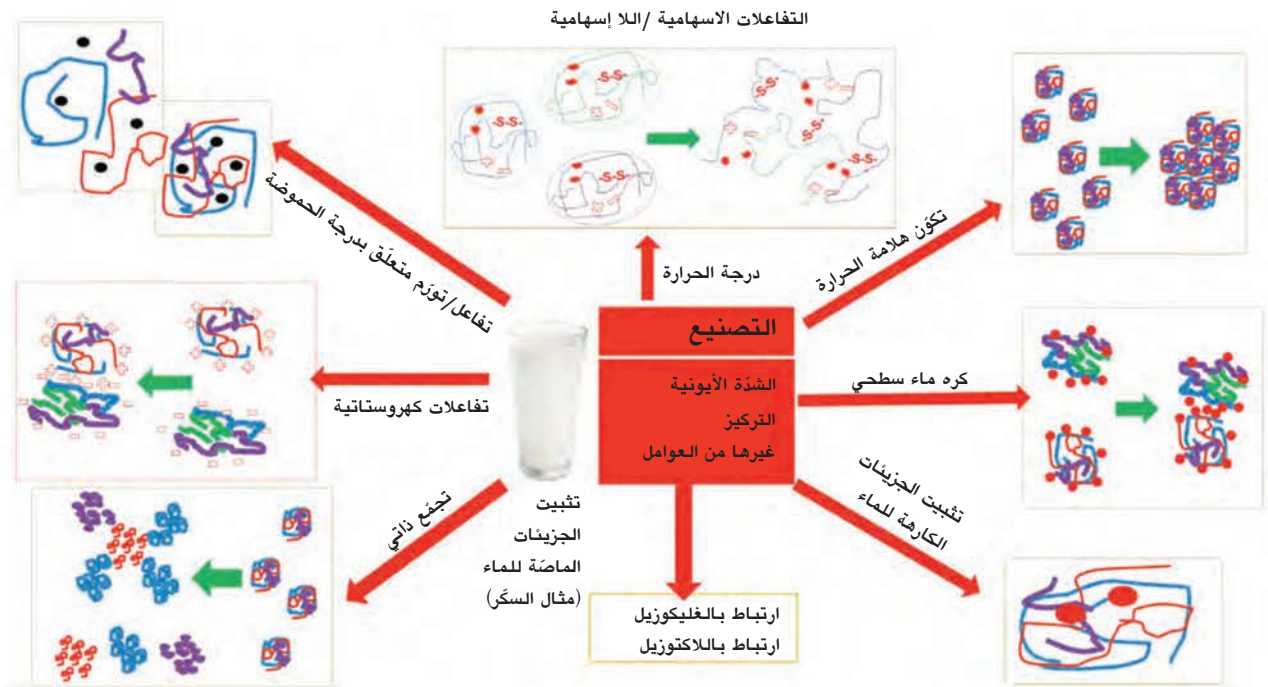 التفاعلات الاسهامية /اللا إسهامية
-S-S-
-S-S-
-S-S-
-S-S-
-S-S-
-S-S-
تفاعل/تورّم متعلّق بدرجة الحموضة
درجة الحرارة
تكوّن هلامة الحرارة
التصنيع
الشدّة الأيونية
التركيز
غيرها من العوامل
كره ماء سطحي
تفاعلات كهروستاتية
تجمّع ذاتي
تثبيت
الجزيئات
الماصّة للماء
(مثال السكّر)
تثبيت الجزيئات
الكارهة للماء
ارتباط بالغليكوزيل
ارتباط باللاكتوزيل